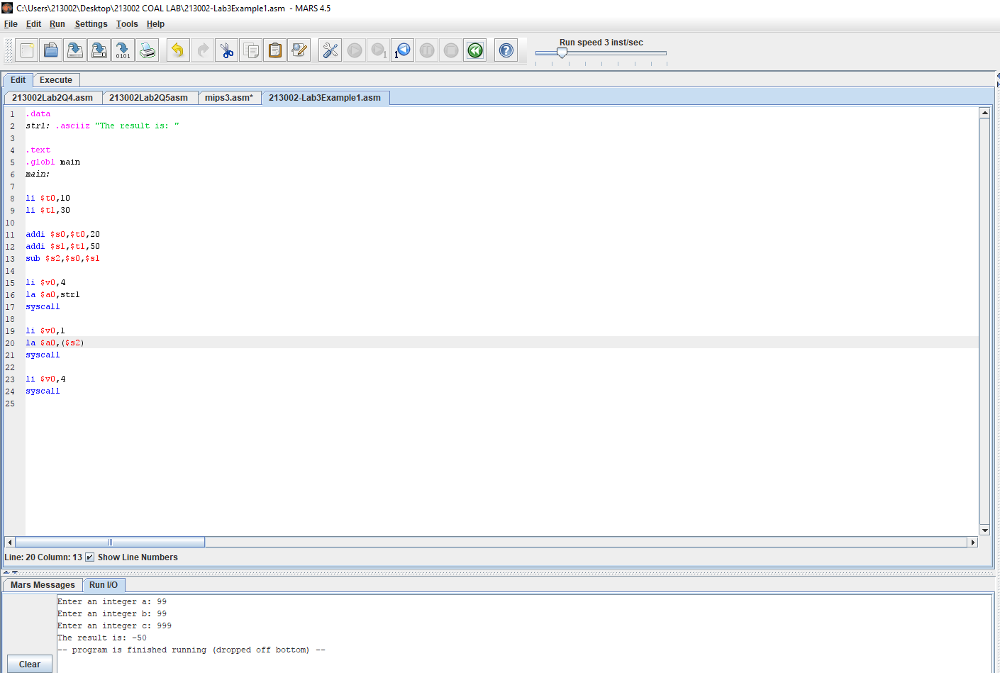 C:\Users\213002\Desktop\213002 COAL LAB\213002-Lab3Example1.asm  - MARS 4.5
File Edit Run Settings Tools Help
0101
1
1
Run speed 3 inst/sec
Edit Execute
213002Lab2Q4.asm 213002Lab2Q5asm mips3.asm* 213002-Lab3Example1.asm
1 .data
2 str1: .asciiz "The result is: "
3
4 .text
5 .globl main
6 main:
7
8 li $t0,10
9 li $t1,30
10
11 addi $s0,$t0,20
12 addi $s1,$t1,50
13 sub $s2,$s0,$s1
14
15 li $v0,4
16 la $a0,str1
17 syscall
18
19 li $v0,1
20 la $a0,($s2)
21 syscall
22
23 li $v0,4
24 syscall
25
Line: 20 Column: 13 Show Line Numbers
Mars Messages Run I/O
Enter an integer a: 99
Enter an integer b: 99
Enter an integer c: 999
The result is: -50
-- program is finished running (dropped off bottom) --
Clear